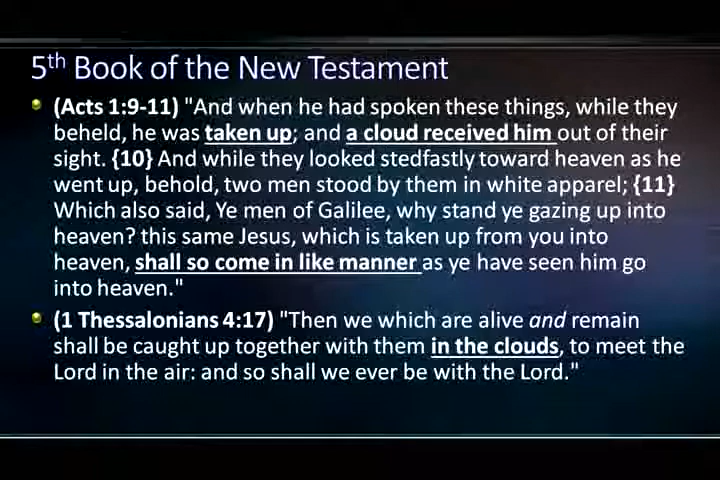 5th Book of the New Testament
(Acts 1:9-11) "And when he had spoken these things, while they
beheld, he was taken up; and a cloud received him out of their
sight. {10} And while they looked stedfastly toward heaven as he
went up, behold, two men stood by them in white apparel; {11}
Which also said, Ye men of Galilee, why stand ye gazing up into
heaven? this same Jesus, which is taken up from you into
heaven, shall so come in like manner as ye have seen him go
into heaven."
(1 Thessalonians 4:17) "Then we which are alive and remain
shall be caught up together with them in the clouds, to meet the
Lord in the air: and so shall we ever be with the Lord."